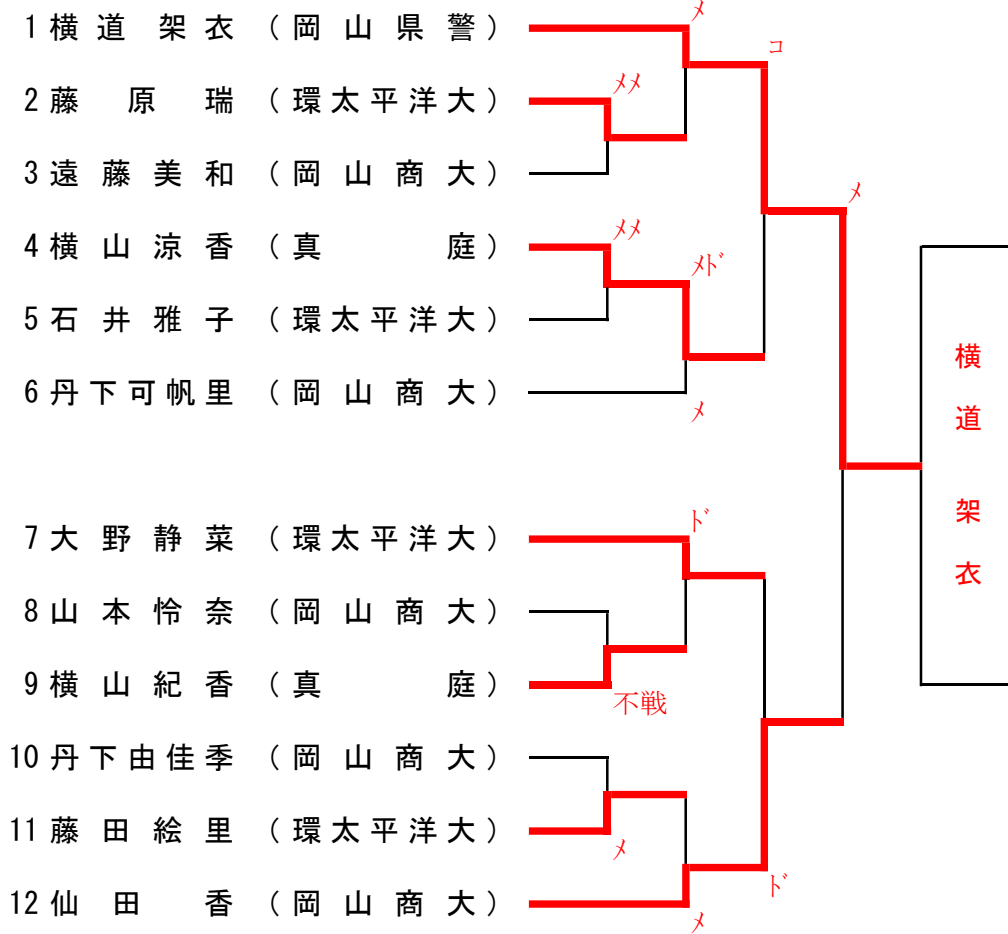 メ
1 横道 架衣 (岡山県警)
コ
メメ
2 藤原 瑞 (環太平洋大)
3 遠藤美和 (岡山商大)
メ
メメ
4 横山涼香 (真庭)
メド
5 石井雅子 (環太平洋大)
6 丹下可帆里 (岡山商大)
メ
横道 架衣
ド
7 大野静菜 (環太平洋大)
8 山本怜奈 (岡山商大)
9 横山紀香 (真庭)
不戦
10 丹下由佳季 (岡山商大)
11 藤田絵里 (環太平洋大)
メ
ド
12 仙田 香 (岡山商大)
メ